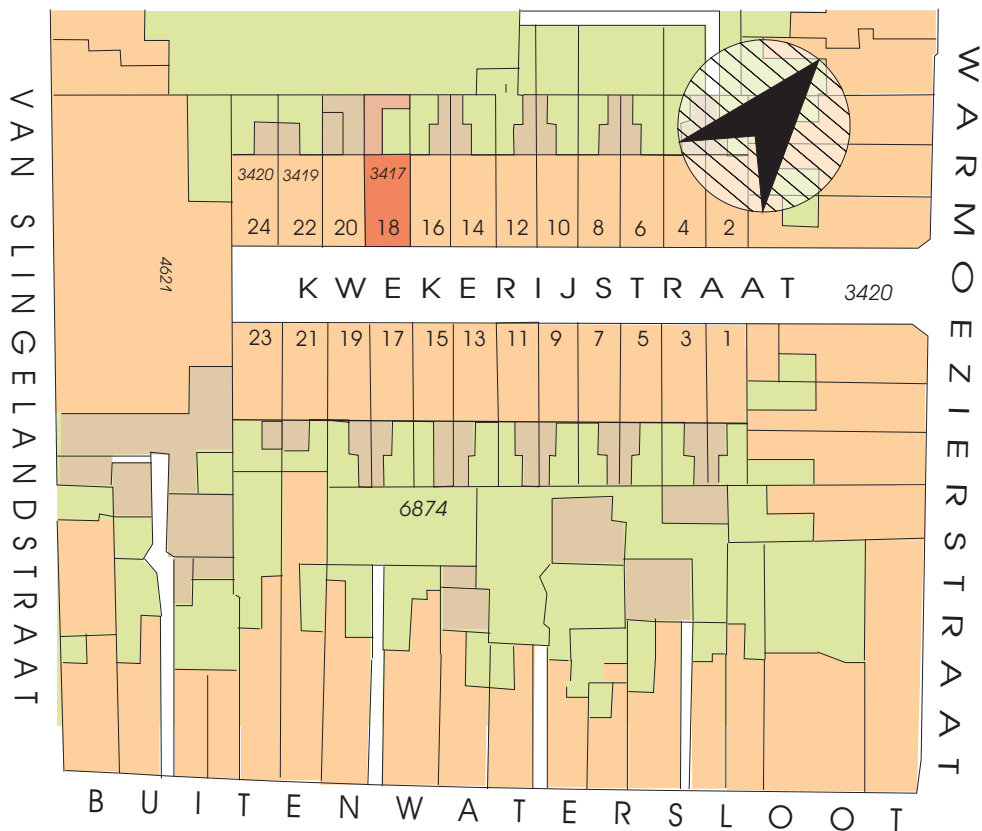 VAN SLINGELANDSTRAAT
WARMOEZIERSTRAAT
3420 3419 3417
24 22 20 18 16 14 12 10 8 6 4 2
4621
KWEKERIJSTRAAT 3420
23 21 19 17 15 13 11 9 7 5 3 1
6874
BUITENWATERSLOOT